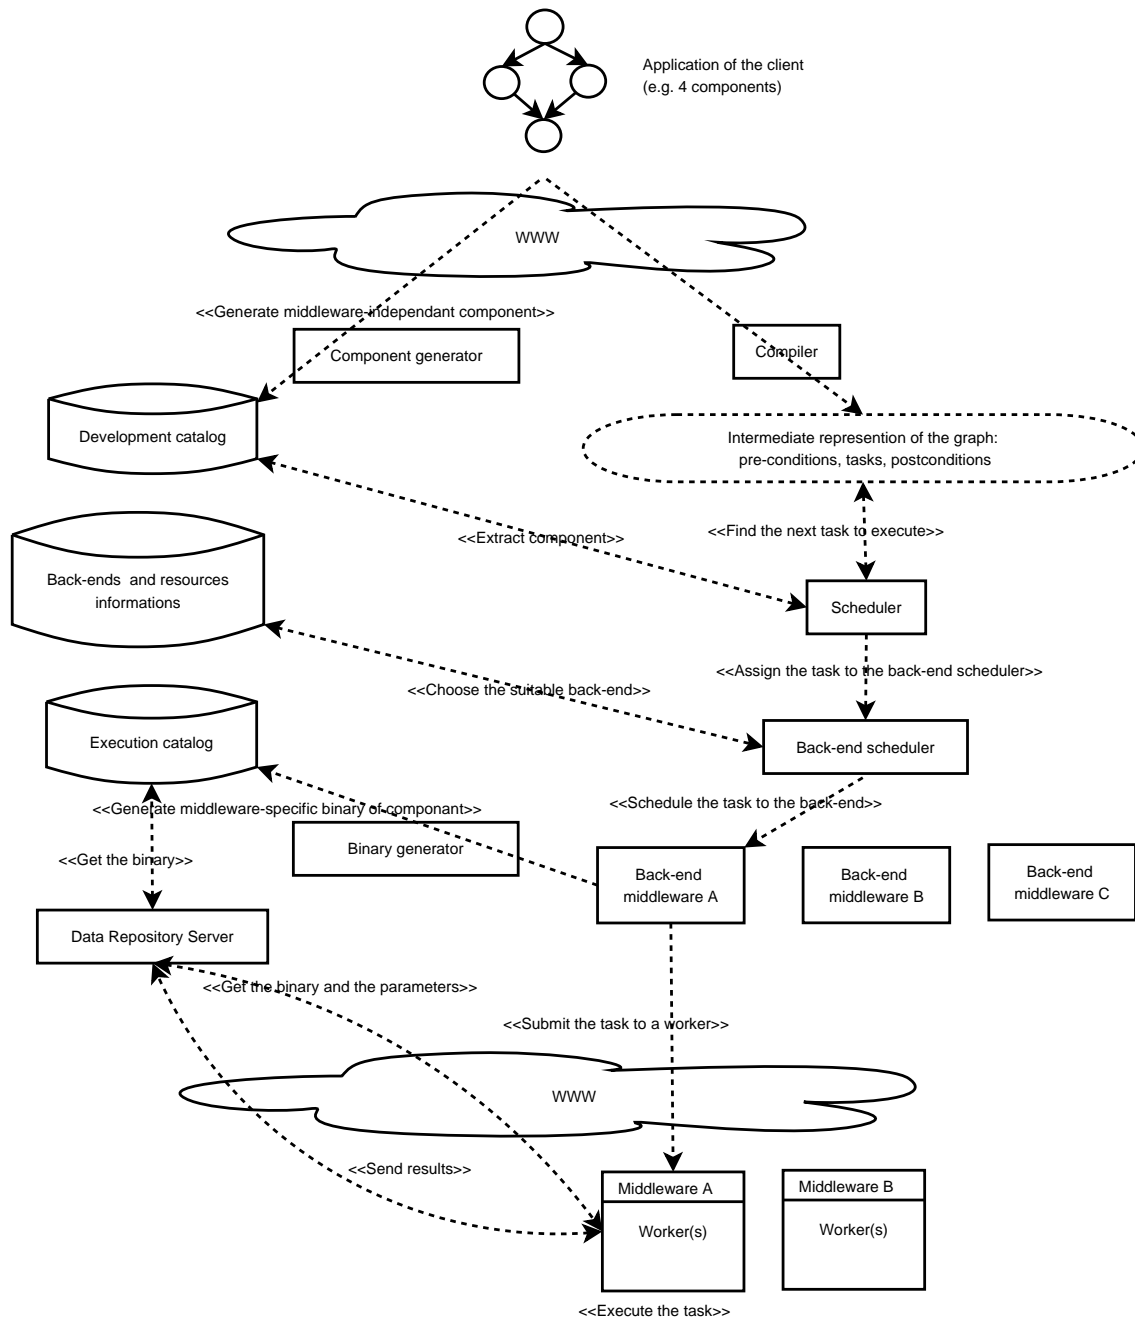 Application of the client
(e.g. 4 components)
WWW
<<Generate middleware-independant component>>
Component generator
Compiler
Development catalog
Intermediate represention of the graph:
pre-conditions, tasks, postconditions
<<Extract component>>
<<Find the next task to execute>>
Back-ends and resources
informations
Scheduler
<<Assign the task to the back-end scheduler>>
<<Choose the suitable back-end>>
Execution catalog
Back-end scheduler
<<Generate middleware-specific binary of componant>>
<<Schedule the task to the back-end>>
Binary generator
<<Get the binary>>
Back-end
middleware A
Back-end
middleware B
Back-end
middleware C
Data Repository Server
<<Get the binary and the parameters>>
<<Submit the task to a worker>>
WWW
<<Send results>>
Middleware A
Worker(s)
Middleware B
Worker(s)
<<Execute the task>>